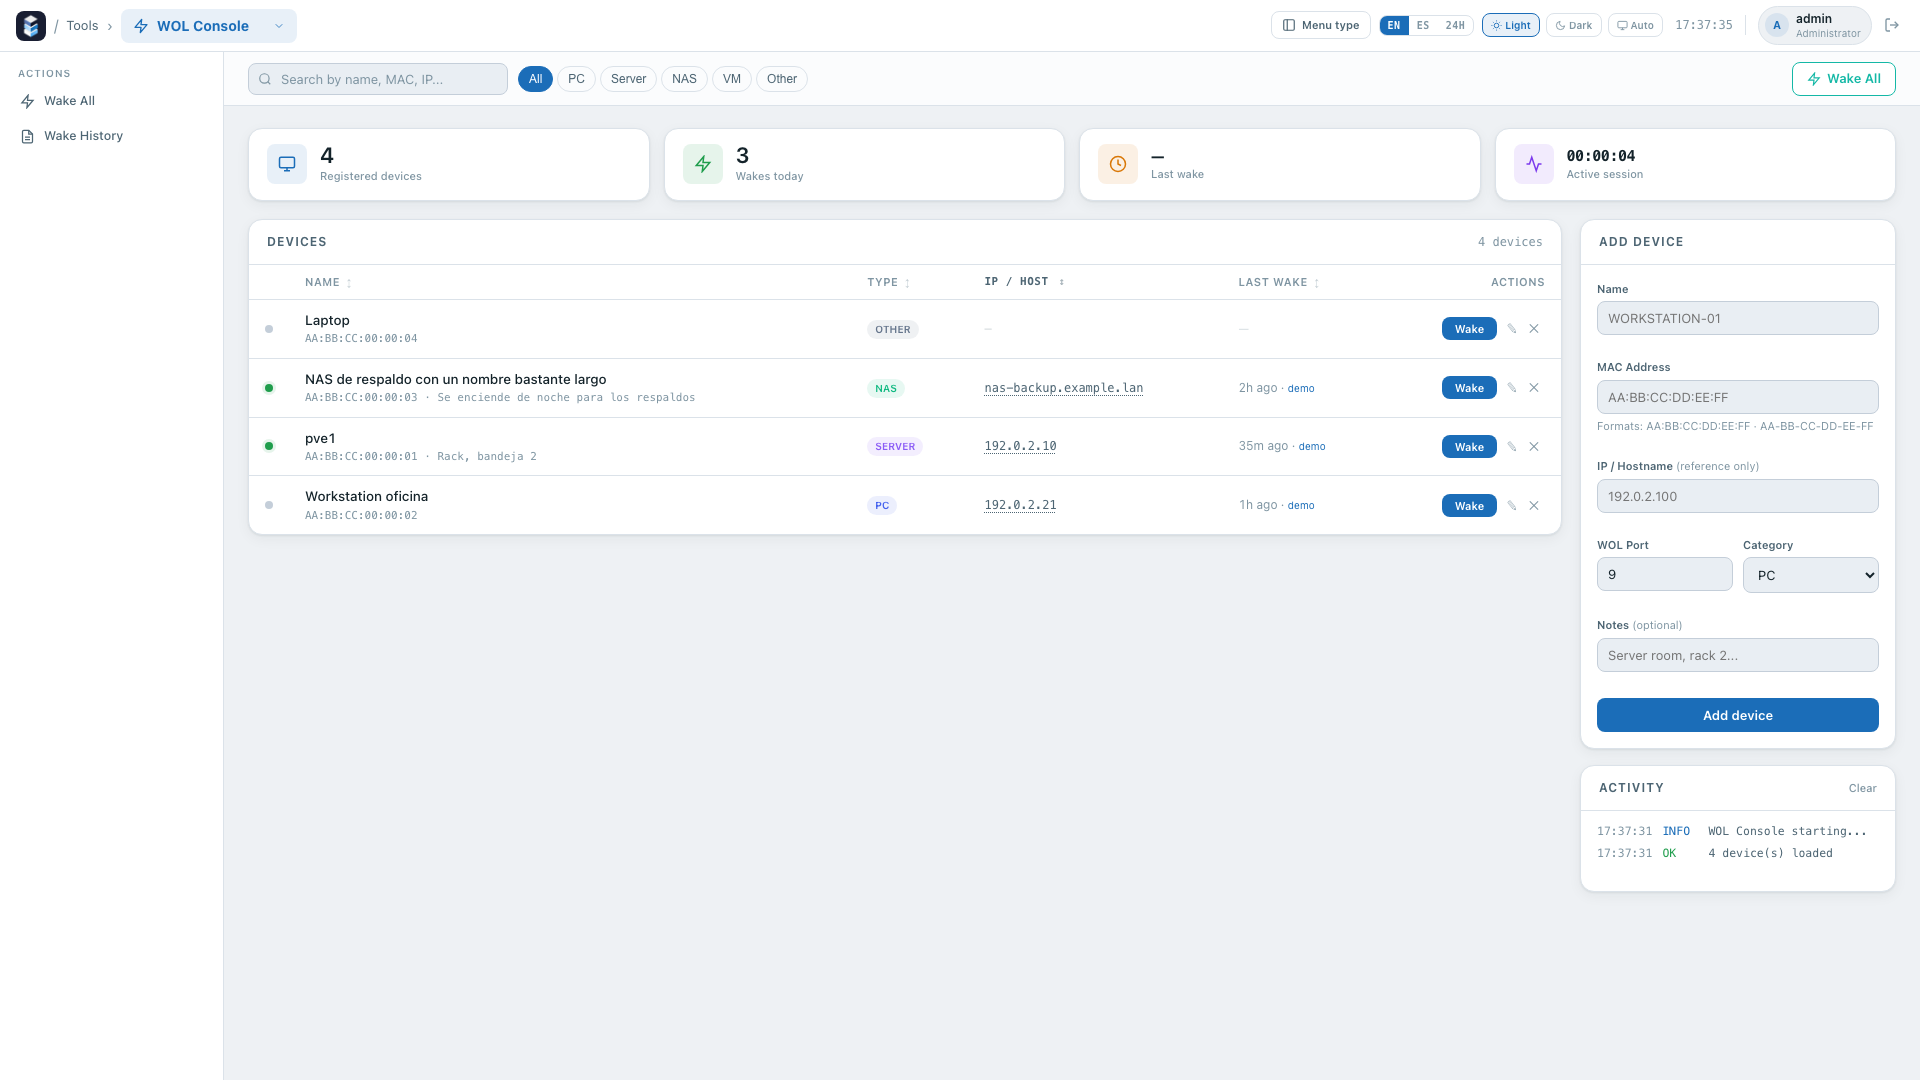 / Tools › WOL Console
Menu type
EN ES 24H
Light
Dark
Auto
17:37:35
A
admin
Administrator
ACTIONS
Wake All
Wake History
Search by name, MAC, IP...
All PC Server NAS VM Other
Wake All
4
Registered devices
3
Wakes today
—
Last wake
00:00:04
Active session
DEVICES
4 devices
NAME TYPE IP / HOST LAST WAKE ACTIONS
Laptop
AA:BB:CC:00:00:04
OTHER — — Wake
NAS de respaldo con un nombre bastante largo
AA:BB:CC:00:00:03 · Se enciende de noche para los respaldos
NAS nas-backup.example.lan 2h ago · demo Wake
pve1
AA:BB:CC:00:00:01 · Rack, bandeja 2
SERVER 192.0.2.10 35m ago · demo Wake
Workstation oficina
AA:BB:CC:00:00:02
PC 192.0.2.21 1h ago · demo Wake
ADD DEVICE
Name
WORKSTATION-01
MAC Address
AA:BB:CC:DD:EE:FF
Formats: AA:BB:CC:DD:EE:FF · AA-BB-CC-DD-EE-FF
IP / Hostname (reference only)
192.0.2.100
WOL Port Category
9 PC
Notes (optional)
Server room, rack 2...
Add device
ACTIVITY
Clear
17:37:31 INFO WOL Console starting...
17:37:31 OK 4 device(s) loaded